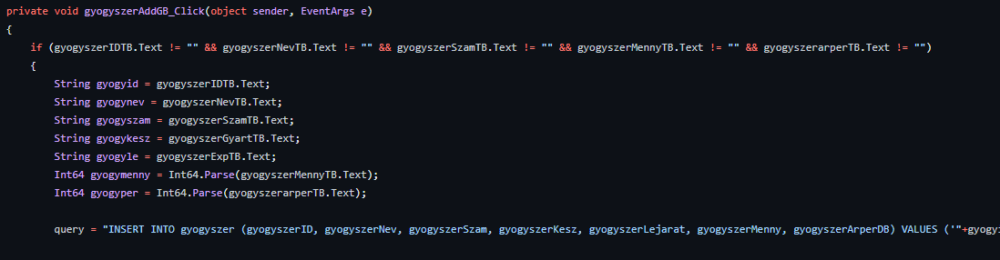 private void gyogyszerAddGB_Click(object sender, EventArgs e)
{
if (gyogyszerIDTB.Text != "" && gyogyszerNevTB.Text != "" && gyogyszerSzamTB.Text != "" && gyogyszerMennyTB.Text != "" && gyogyszerarperTB.Text != "")
{
String gyogyid = gyogyszerIDTB.Text;
String gyogynev = gyogyszerNevTB.Text;
String gyogyszam = gyogyszerSzamTB.Text;
String gyogykesz = gyogyszerGyartTB.Text;
String gyogyle = gyogyszerExpTB.Text;
Int64 gyogymenny = Int64.Parse(gyogyszerMennyTB.Text);
Int64 gyogyper = Int64.Parse(gyogyszerarperTB.Text);
query = "INSERT INTO gyogyszer (gyogyszerID, gyogyszerNev, gyogyszerSzam, gyogyszerKesz, gyogyszerLejarat, gyogyszerMenny, gyogyszerArperDB) VALUES ('"+gyogyi